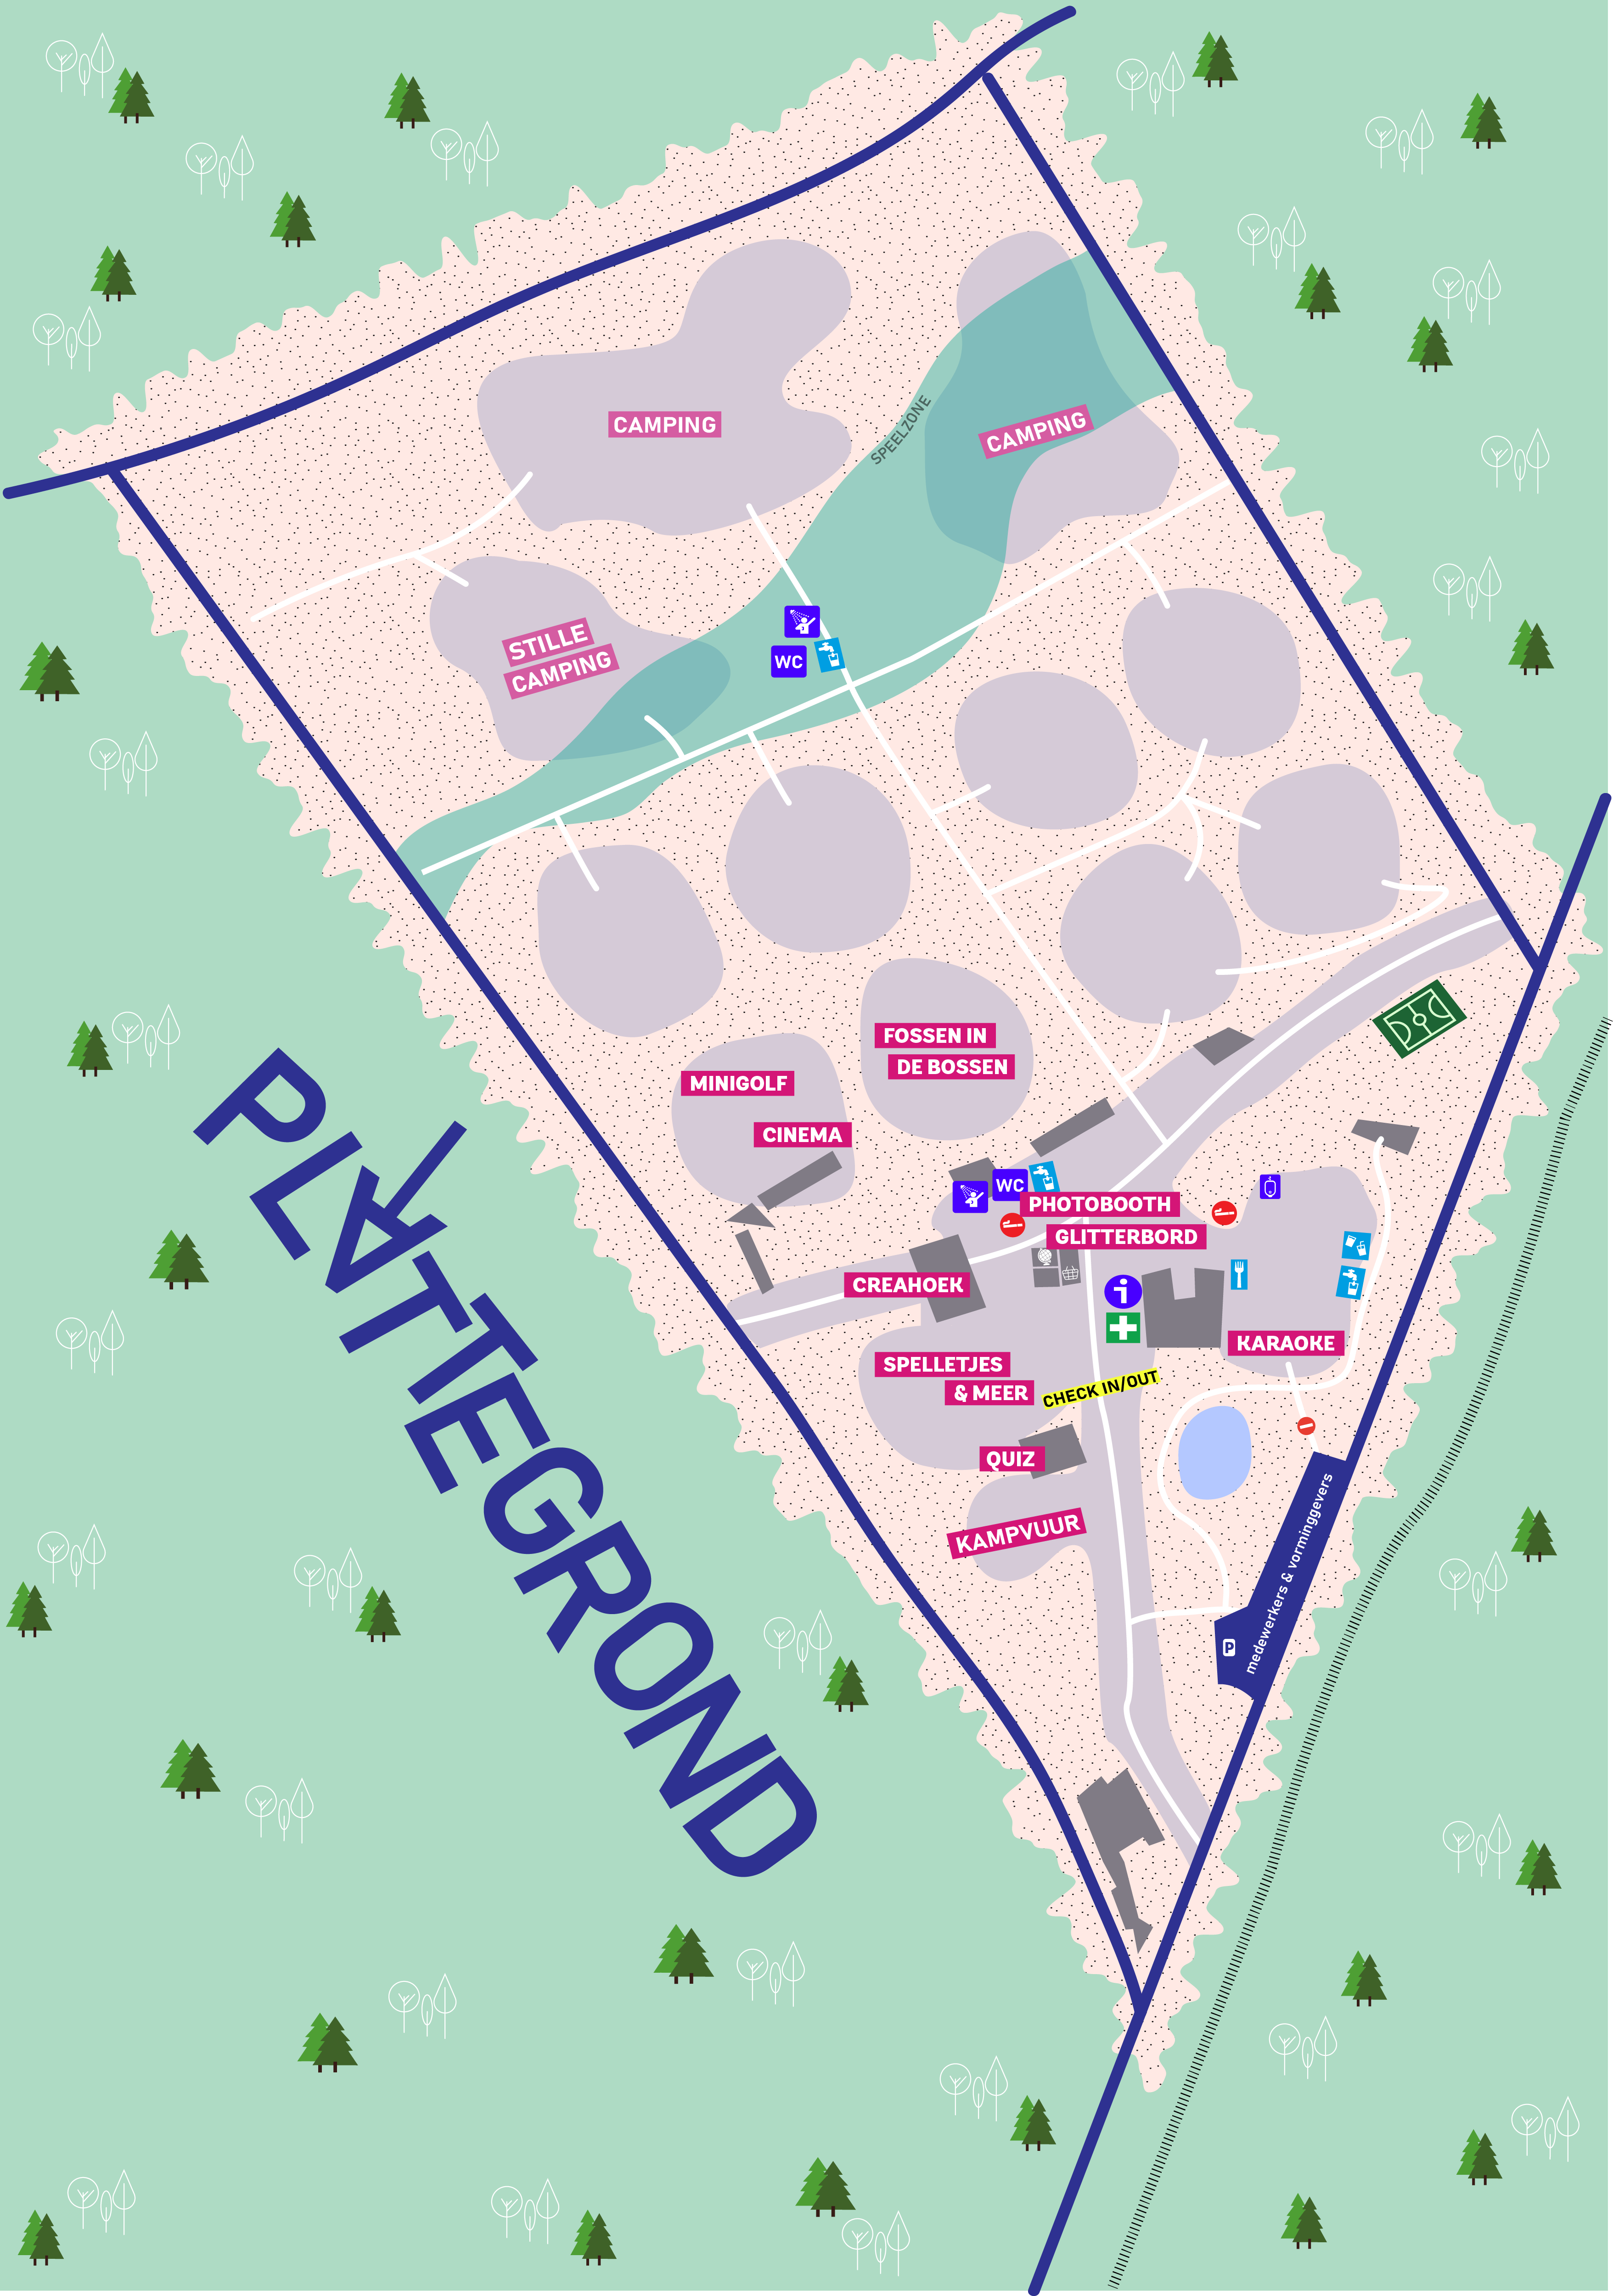 CAMPING
SPEELZONE
CAMPING
STILLE
CAMPING
WC
FOSSEN IN
DE BOSSEN
MINIGOLF
CINEMA
WC
PHOTOBOOTH
GLITTERBORD
CREAHOEK
i
KARAOKE
SPELLETJES
& MEER
CHECK IN/OUT
QUIZ
KAMPVUUR
P
medewerkers & vorminggevers
PLATTEGROND